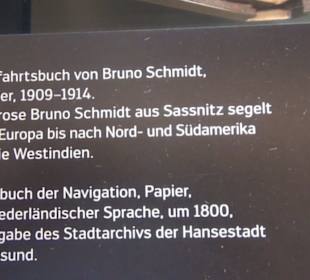 fahrtsbuch von Bruno Schmidt,
er, 1909–1914.
rose Bruno Schmidt aus Sassnitz segelt
Europa bis nach Nord- und Südamerika
ie Westindien.
buch der Navigation, Papier,
ederländischer Sprache, um 1800,
gabe des Stadtarchivs der Hansestadt
sund.